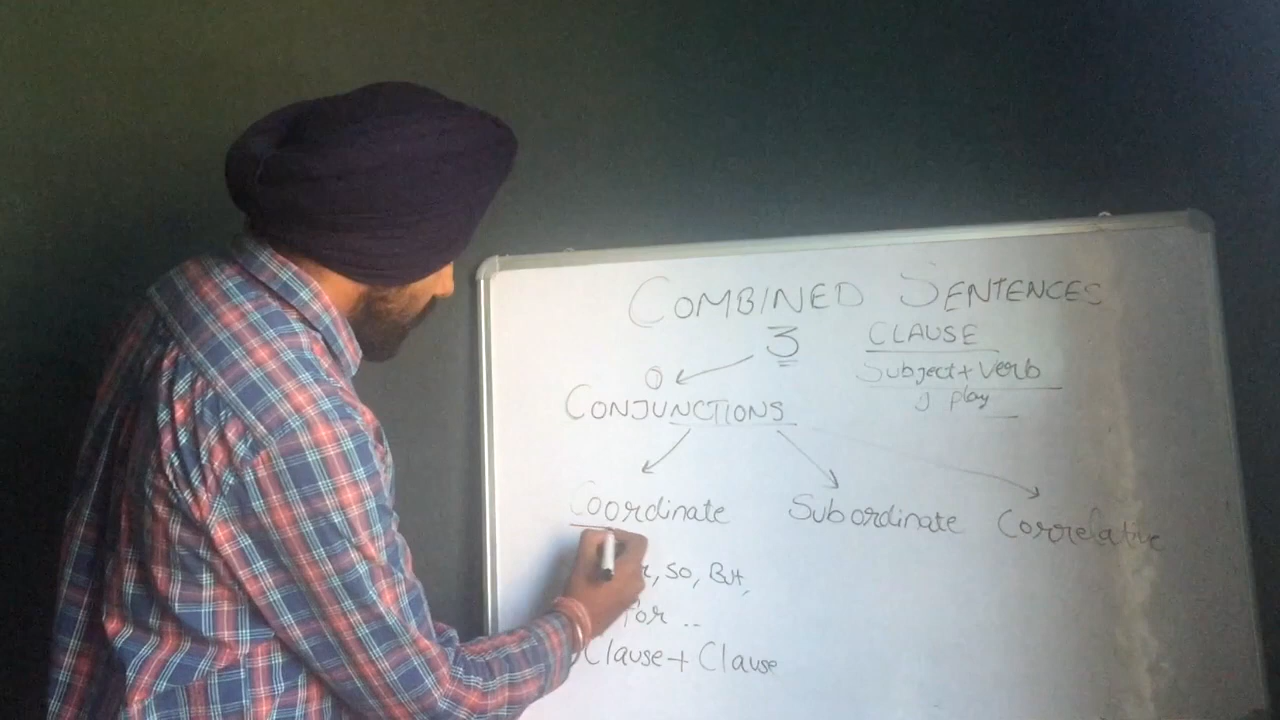 COMBINED SENTENCES
3
CLAUSE
Subject + Verb
I play
CONJUNCTIONS
Coordinate
Subordinate
Correlative
, So, But,
for ..
Clause + Clause